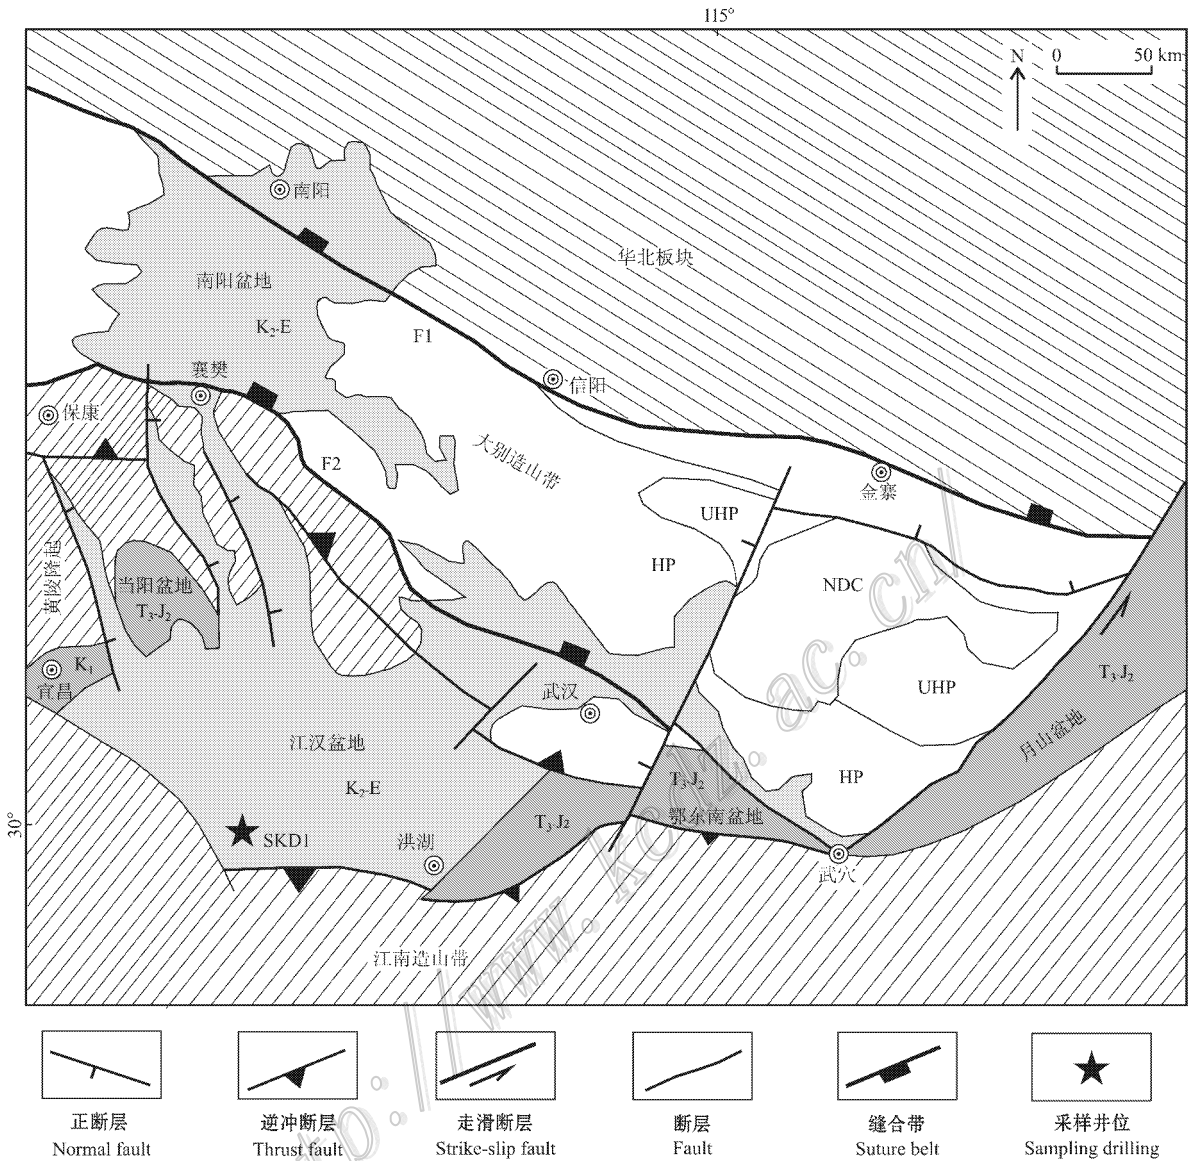 115°
N
0
50 km
南阳
华北板块
南阳盆地
K₂-E
F1
襄樊
信阳
保康
大别造山带
F2
金寨
UHP
HP
黄陵隆起
当阳盆地
T₃-J₂
NDC
K₁
宜昌
T₃-J₂
UHP
武汉
江汉盆地
月山盆地
T₃-J₂
HP
K₂-E
30°
T₃-J₂
鄂东南盆地
SKD1
洪湖
武穴
江南造山带
http://www.kcdz.ac.cn/
正断层
Normal fault
逆冲断层
Thrust fault
走滑断层
Strike-slip fault
断层
Fault
缝合带
Suture belt
采样井位
Sampling drilling